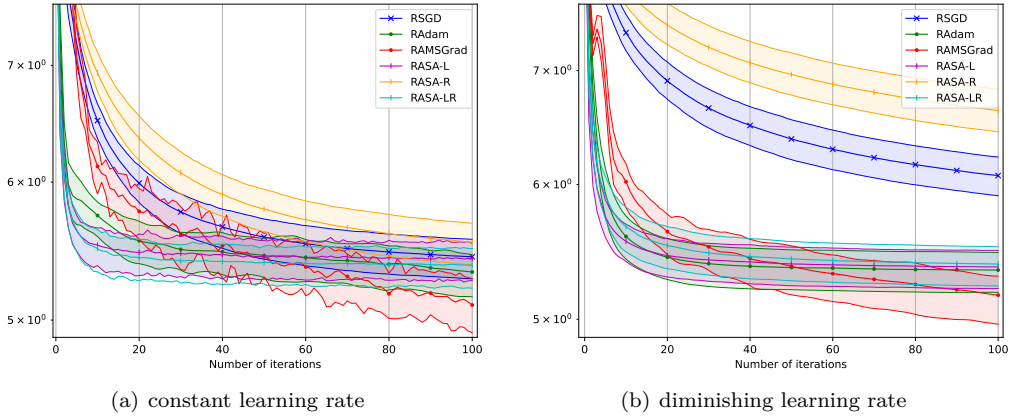 7 × 10⁰
6 × 10⁰
5 × 10⁰
0
20
40
60
80
100
Number of iterations
RSGD
RAdam
RAMSGrad
RASA-L
RASA-R
RASA-LR
(a) constant learning rate
7 × 10⁰
6 × 10⁰
5 × 10⁰
0
20
40
60
80
100
Number of iterations
RSGD
RAdam
RAMSGrad
RASA-L
RASA-R
RASA-LR
(b) diminishing learning rate